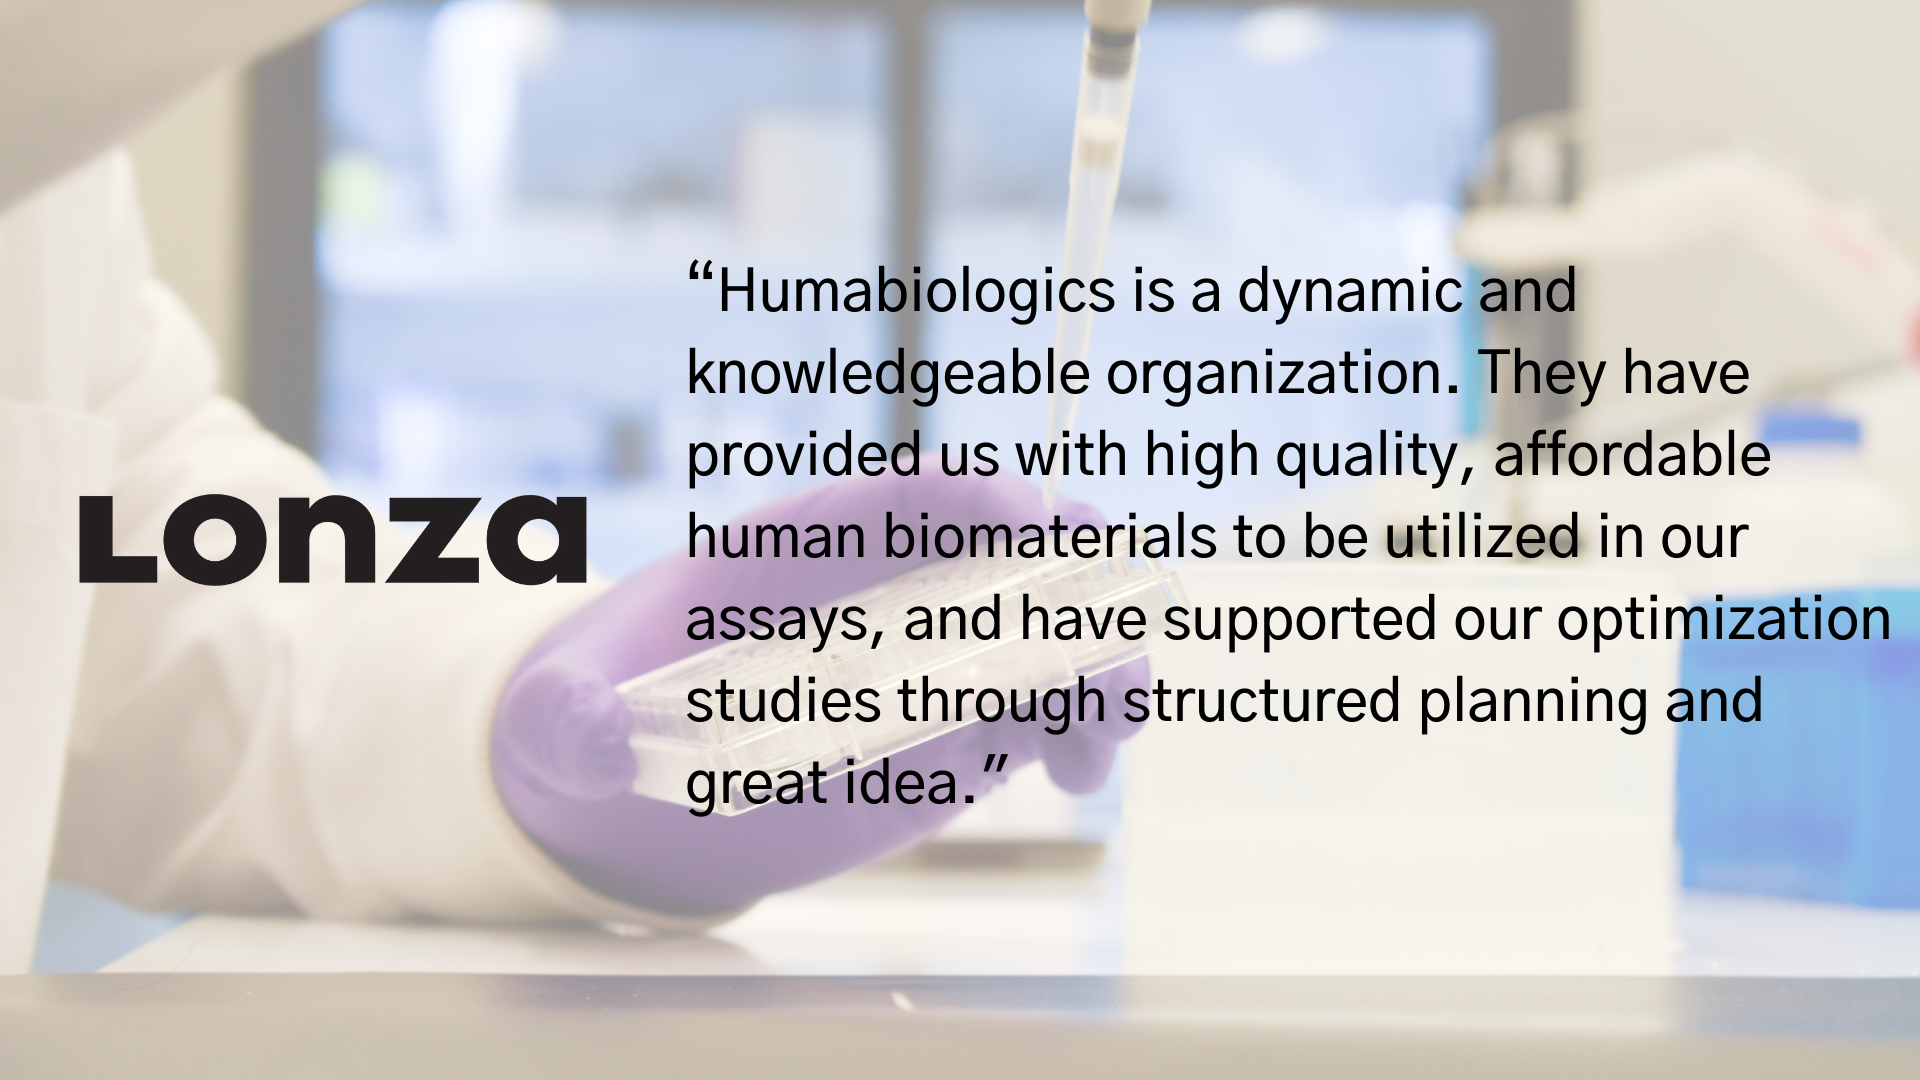 Lonza
“Humabiologics is a dynamic and
knowledgeable organization. They have
provided us with high quality, affordable
human biomaterials to be utilized in our
assays, and have supported our optimization
studies through structured planning and
great idea.”